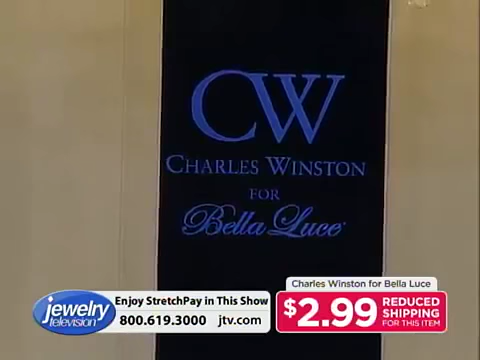 CW
CHARLES WINSTON
FOR
Bella Luce®
Charles Winston for Bella Luce
jewelry
television
Enjoy StretchPay in This Show
800.619.3000 jtv.com
$2.99 REDUCED
SHIPPING
FOR THIS ITEM